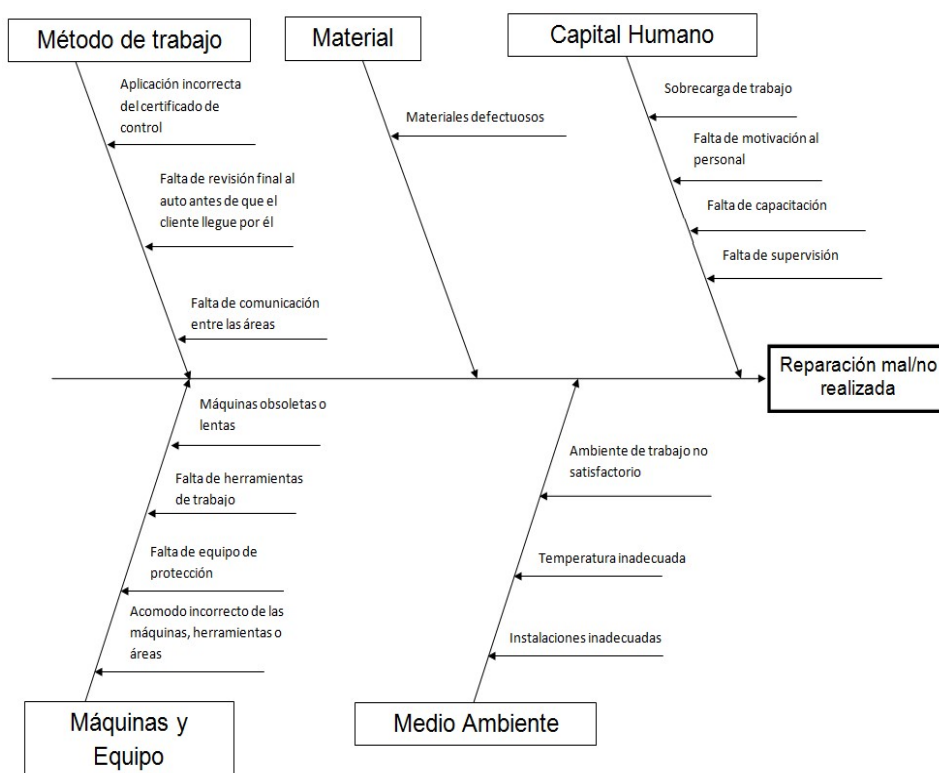 Método de trabajo
Material
Capital Humano
Aplicación incorrecta
del certificado de
control
Falta de revisión final al
auto antes de que el
cliente llegue por él
Falta de comunicación
entre las áreas
Materiales defectuosos
Sobrecarga de trabajo
Falta de motivación al
personal
Falta de capacitación
Falta de supervisión
Reparación mal/no
realizada
Máquinas obsoletas o
lentas
Falta de herramientas
de trabajo
Falta de equipo de
protección
Acomodo incorrecto de las
máquinas, herramientas o
áreas
Ambiente de trabajo no
satisfactorio
Temperatura inadecuada
Instalaciones inadecuadas
Máquinas y
Equipo
Medio Ambiente